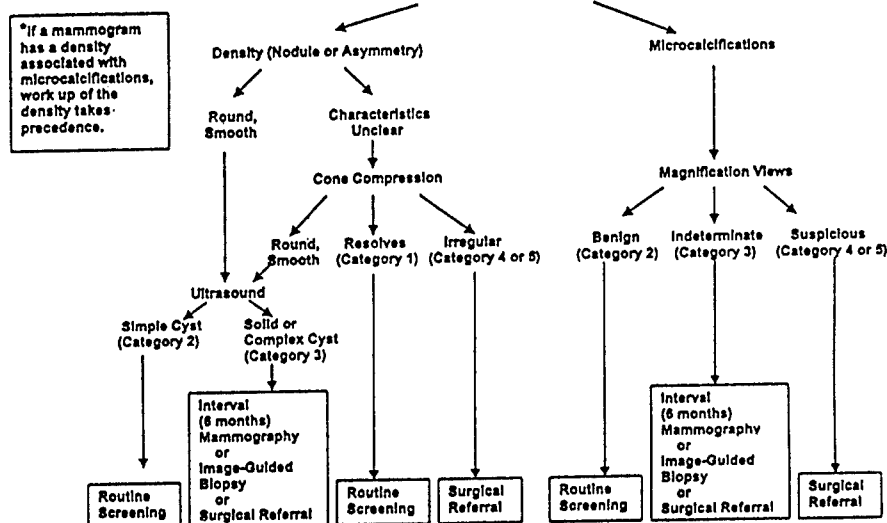 *If a mammogram
has a density
associated with
microcalcifications,
work up of the
density takes
precedence.
Density (Nodule or Asymmetry)
Microcalcifications
Round,
Smooth
Characteristics
Unclear
Cone Compression
Magnification Views
Round,
Smooth
Resolves
(Category 1)
Irregular
(Category 4 or 5)
Benign
(Category 2)
Indeterminate
(Category 3)
Suspicious
(Category 4 or 5)
Ultrasound
Simple Cyst
(Category 2)
Solid or
Complex Cyst
(Category 3)
Interval
(6 months)
Mammography
or
Image-Guided
Biopsy
or
Surgical Referral
Interval
(6 months)
Mammography
or
Image-Guided
Biopsy
or
Surgical Referral
Routine
Screening
Routine
Screening
Surgical
Referral
Routine
Screening
Surgical
Referral